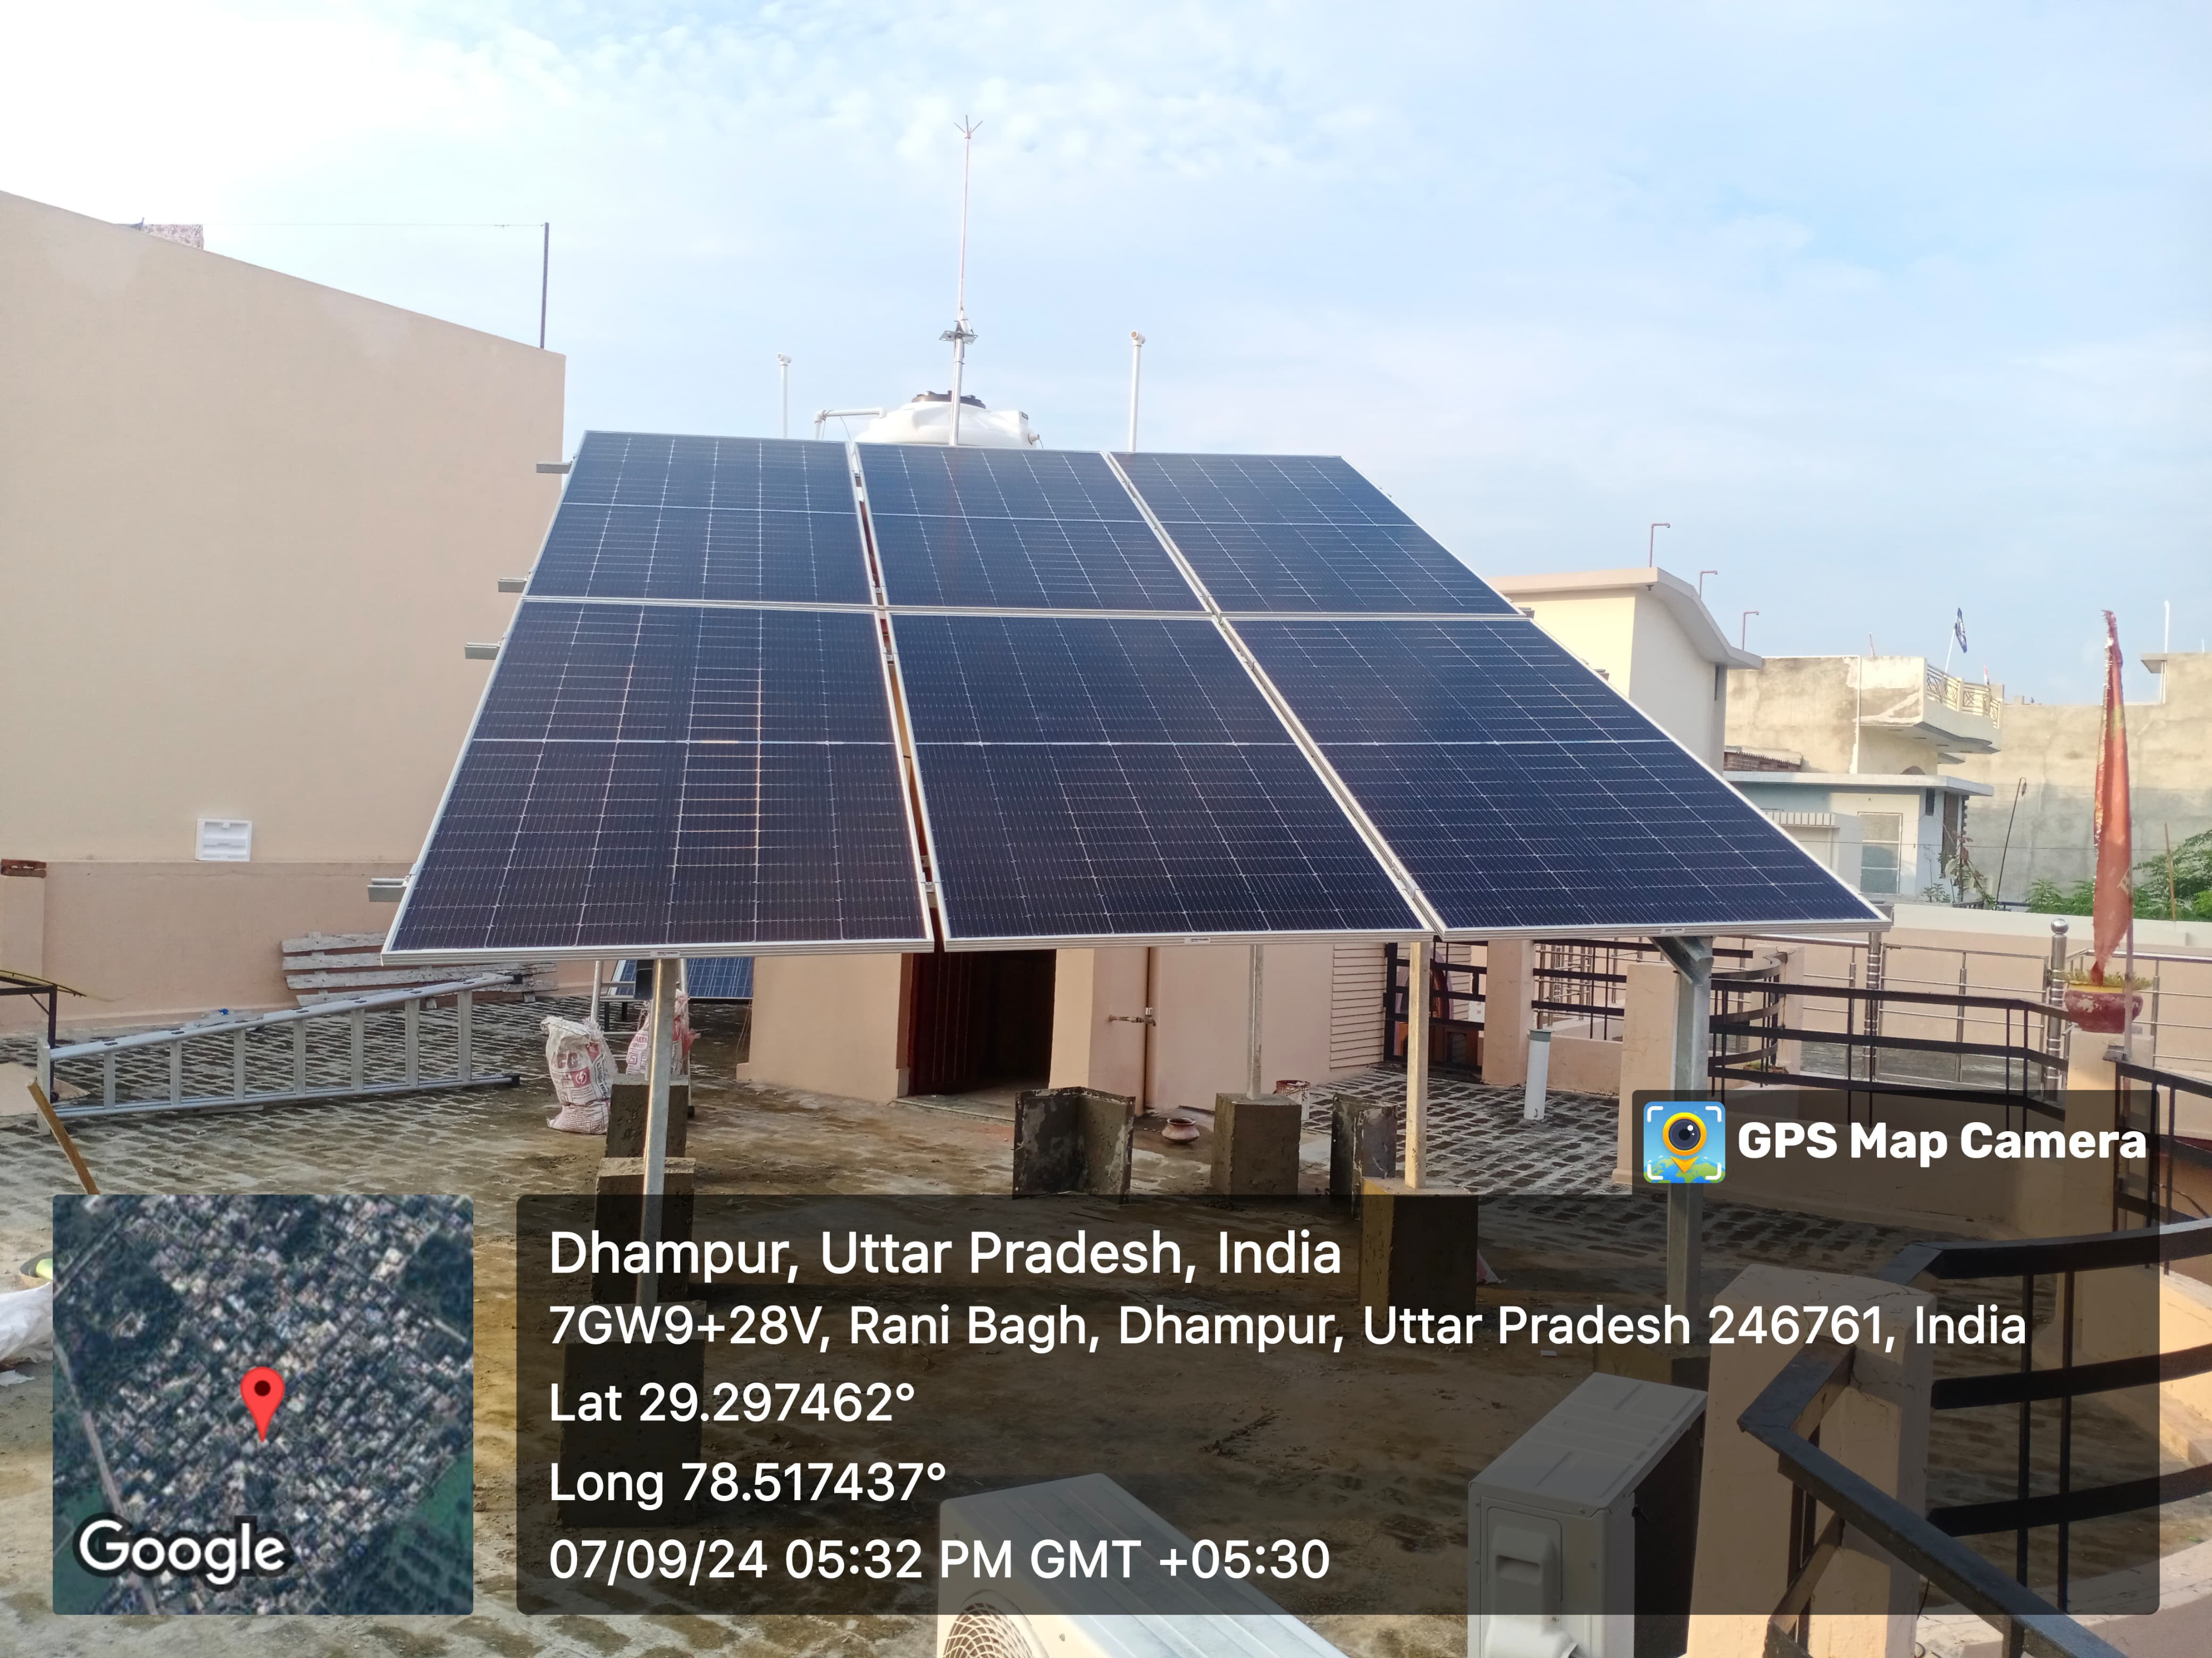 GPS Map Camera
Dhampur, Uttar Pradesh, India
7GW9+28V, Rani Bagh, Dhampur, Uttar Pradesh 246761, India
Lat 29.297462°
Long 78.517437°
07/09/24 05:32 PM GMT +05:30
Google